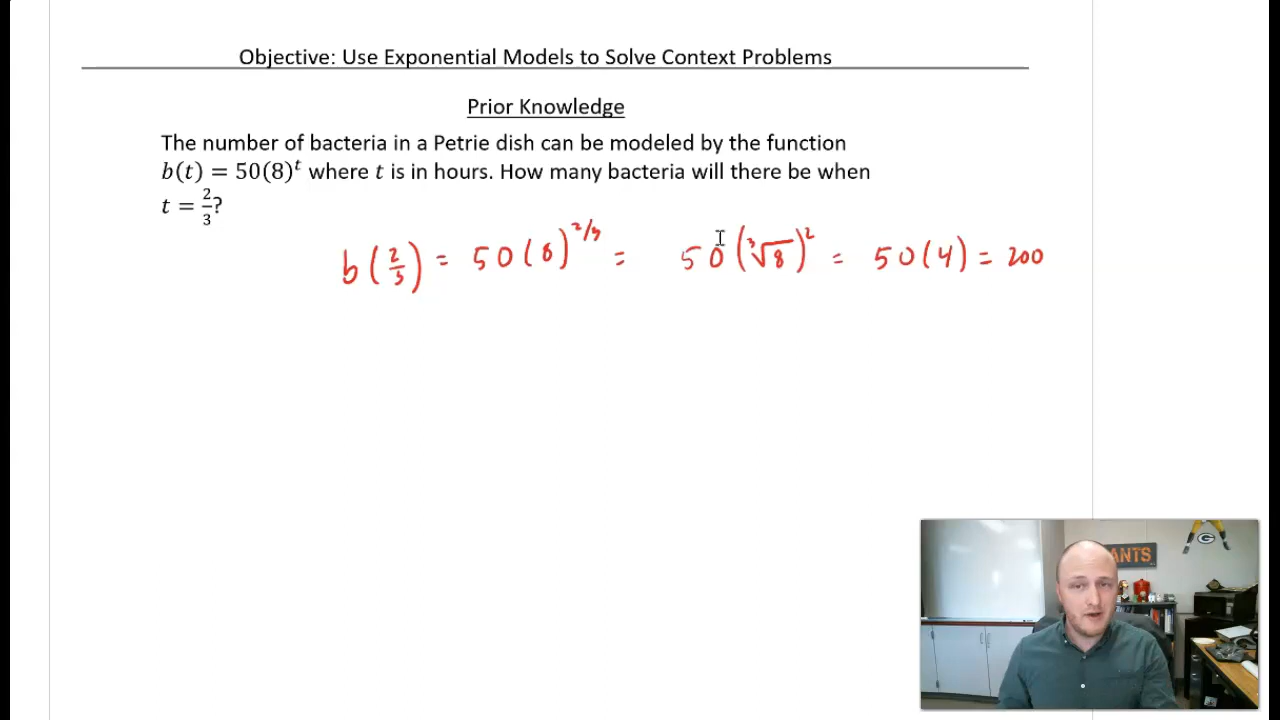 Objective: Use Exponential Models to Solve Context Problems
Prior Knowledge
The number of bacteria in a Petrie dish can be modeled by the function
b(t) = 50(8)^t where t is in hours. How many bacteria will there be when
t = 2/3?
b(2/3) = 50(8)^2/3 = 50(∛8)^2 = 50(4) = 200
ANTS
G